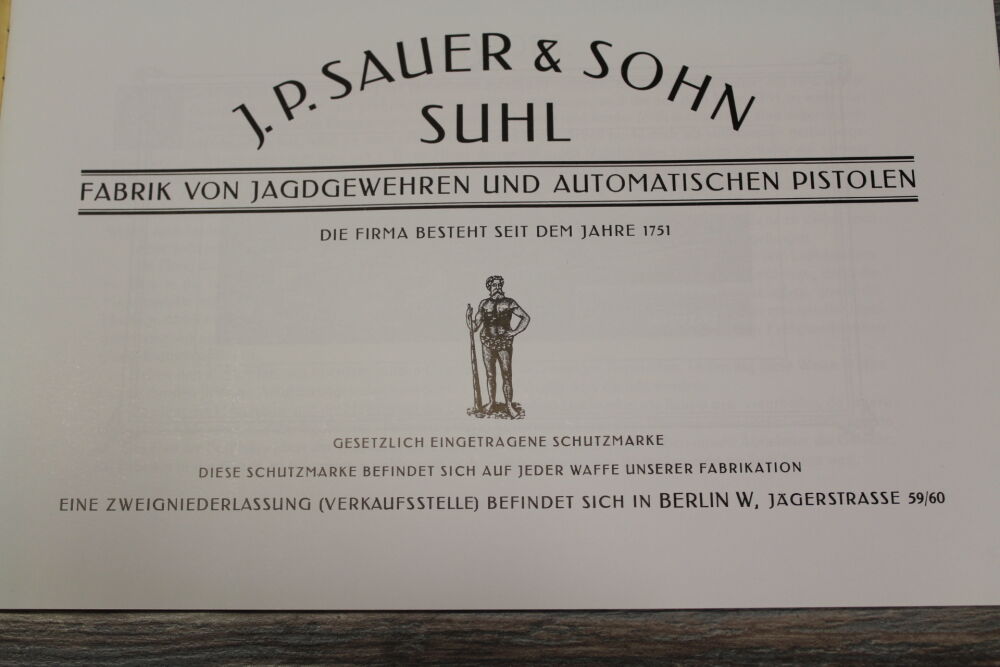 J. P. SAUER & SOHN
SUHL
FABRIK VON JAGDGEWEHREN UND AUTOMATISCHEN PISTOLEN
DIE FIRMA BESTEHT SEIT DEM JAHRE 1751
GESETZLICH EINGETRAGENE SCHUTZMARKE
DIESE SCHUTZMARKE BEFINDET SICH AUF JEDER WAFFE UNSERER FABRIKATION
EINE ZWEIGNIEDERLASSUNG (VERKAUFSSTELLE) BEFINDET SICH IN BERLIN W, JÄGERSTRASSE 59/60